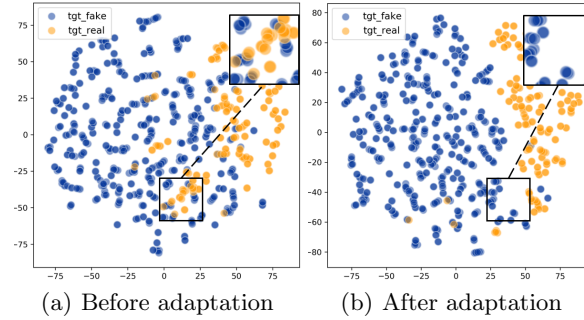 tgt_fake
tgt_real
75
50
25
0
−25
−50
−75
−75 −50 −25 0 25 50 75
(a) Before adaptation
tgt_fake
tgt_real
80
60
40
20
0
−20
−40
−60
−80
−75 −50 −25 0 25 50 75
(b) After adaptation